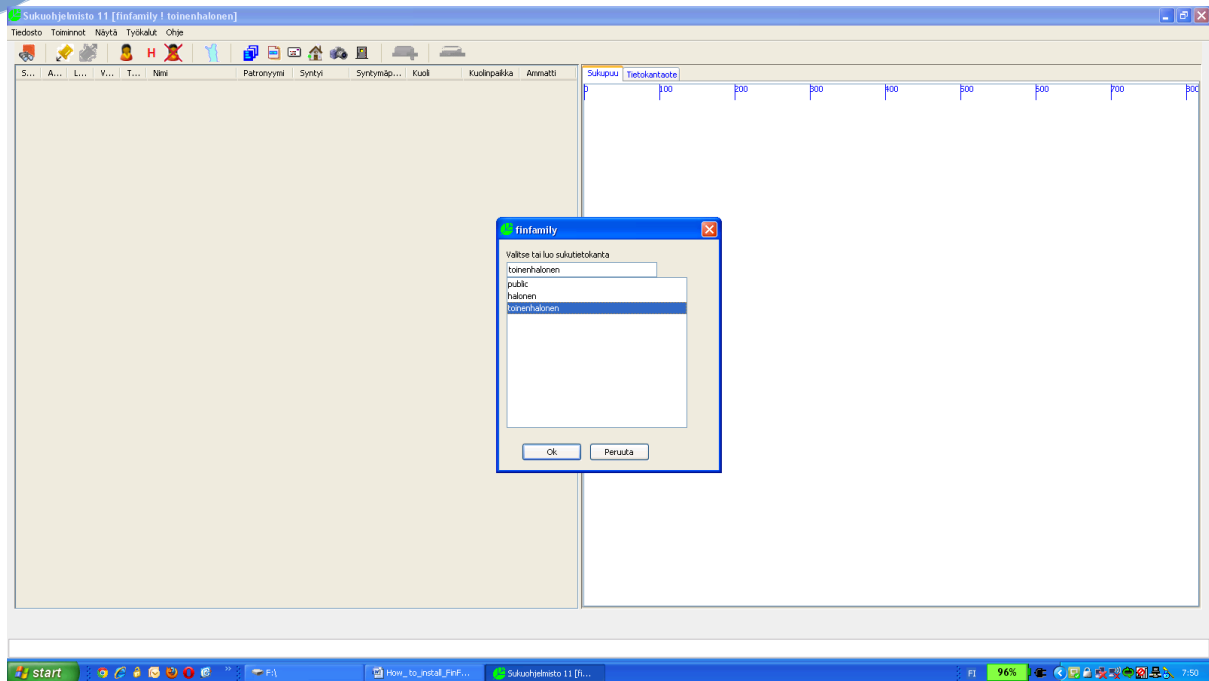 Sukuohjelmisto 11 [finfamily ! toinenhalonen]
Tiedosto Toiminnot Näytä Työkalut Ohje
H
S... A... L... V... T... Nimi Patronyymi Syntyi Syntymäp... Kuoli Kuolinpaikka Ammatti
Sukupuu Tietokantaote
0 100 200 300 400 500 600 700 800
finfamily
Valitse tai luo sukutietokanta
toinenhalonen
public
halonen
toinenhalonen
Ok Peruuta
start F:\ How_to_install_FinF... Sukuohjelmisto 11 [fi... FI 96% 7:50